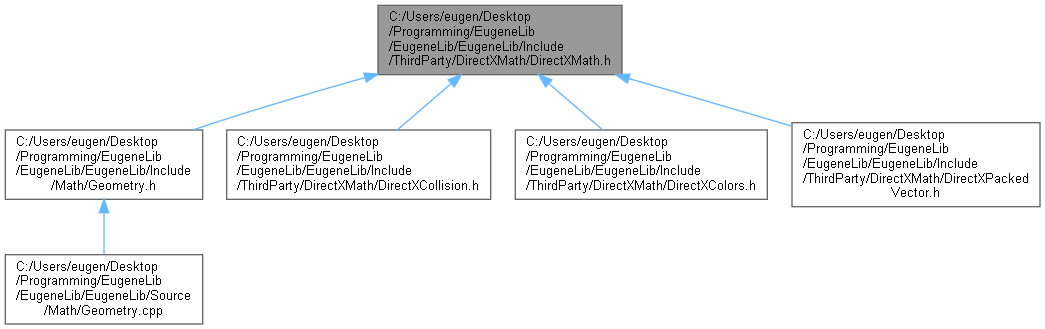 C:/Users/eugen/Desktop
/Programming/EugeneLib
/EugeneLib/EugeneLib/Include
/ThirdParty/DirectXMath/DirectXMath.h
C:/Users/eugen/Desktop
/Programming/EugeneLib
/EugeneLib/EugeneLib/Include
/Math/Geometry.h
C:/Users/eugen/Desktop
/Programming/EugeneLib
/EugeneLib/EugeneLib/Include
/ThirdParty/DirectXMath/DirectXCollision.h
C:/Users/eugen/Desktop
/Programming/EugeneLib
/EugeneLib/EugeneLib/Include
/ThirdParty/DirectXMath/DirectXColors.h
C:/Users/eugen/Desktop
/Programming/EugeneLib
/EugeneLib/EugeneLib/Include
/ThirdParty/DirectXMath/DirectXPacked
Vector.h
C:/Users/eugen/Desktop
/Programming/EugeneLib
/EugeneLib/EugeneLib/Source
/Math/Geometry.cpp